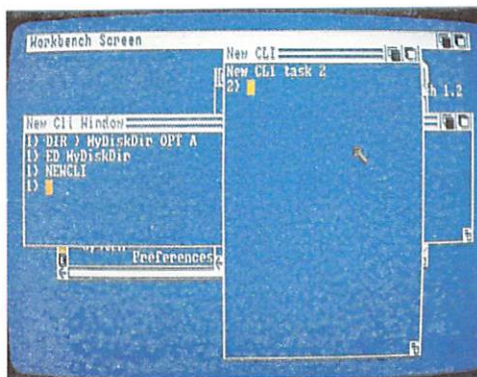 Workbench Screen
New CLI
New CLI task 2
2>
h 1.2
New Cli Window
1> DIR > MyDiskDir OPT A
1> ED MyDiskDir
1> NEWCLI
1>
System
Preferences